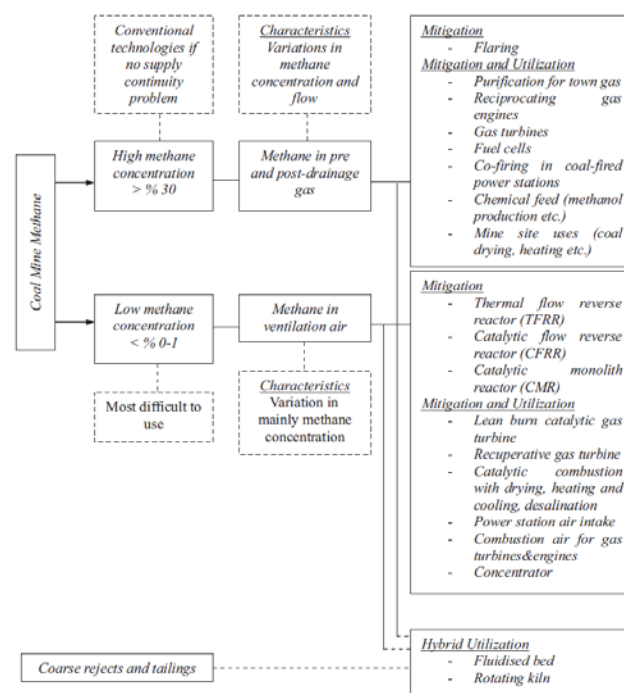 Conventional
technologies if
no supply
continuity
problem
Characteristics
Variations in
methane
concentration and
flow
Mitigation
- Flaring
Mitigation and Utilization
- Purification for town gas
- Reciprocating gas
engines
- Gas turbines
- Fuel cells
- Co-firing in coal-fired
power stations
- Chemical feed (methanol
production etc.)
- Mine site uses (coal
drying, heating etc.)
Coal Mine Methane
High methane
concentration
> % 30
Methane in pre
and post-drainage
gas
Low methane
concentration
< % 0-1
Methane in
ventilation air
Most difficult to
use
Characteristics
Variation in
mainly methane
concentration
Mitigation
- Thermal flow reverse
reactor (TFRR)
- Catalytic flow reverse
reactor (CFRR)
- Catalytic monolith
reactor (CMR)
Mitigation and Utilization
- Lean burn catalytic gas
turbine
- Recuperative gas turbine
- Catalytic combustion
with drying, heating and
cooling, desalination
- Power station air intake
- Combustion air for gas
turbines&engines
- Concentrator
Coarse rejects and tailings
Hybrid Utilization
- Fluidised bed
- Rotating kiln